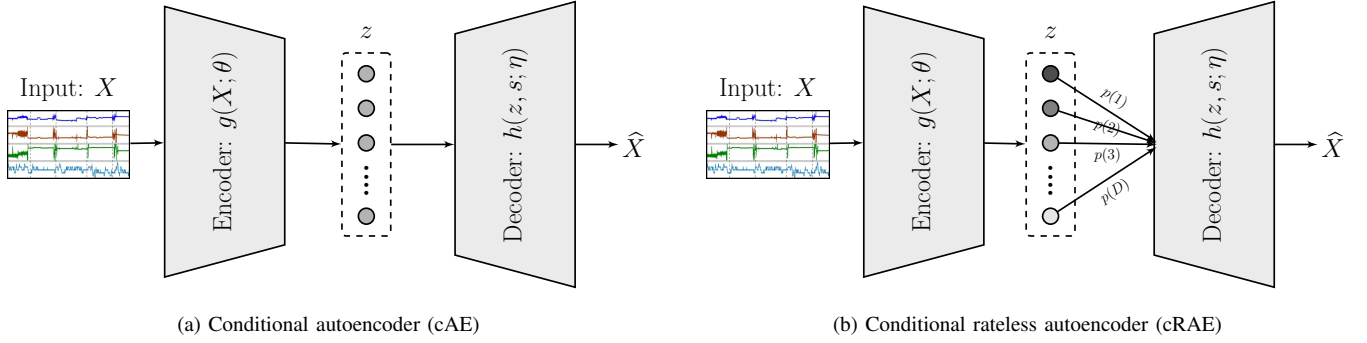 Input: X
Encoder: g(X; θ)
z
Decoder: h(z, s; η)
X̂
(a) Conditional autoencoder (cAE)
Input: X
Encoder: g(X; θ)
z
p(1)
p(2)
p(3)
p(D)
Decoder: h(z, s; η)
X̂
(b) Conditional rateless autoencoder (cRAE)